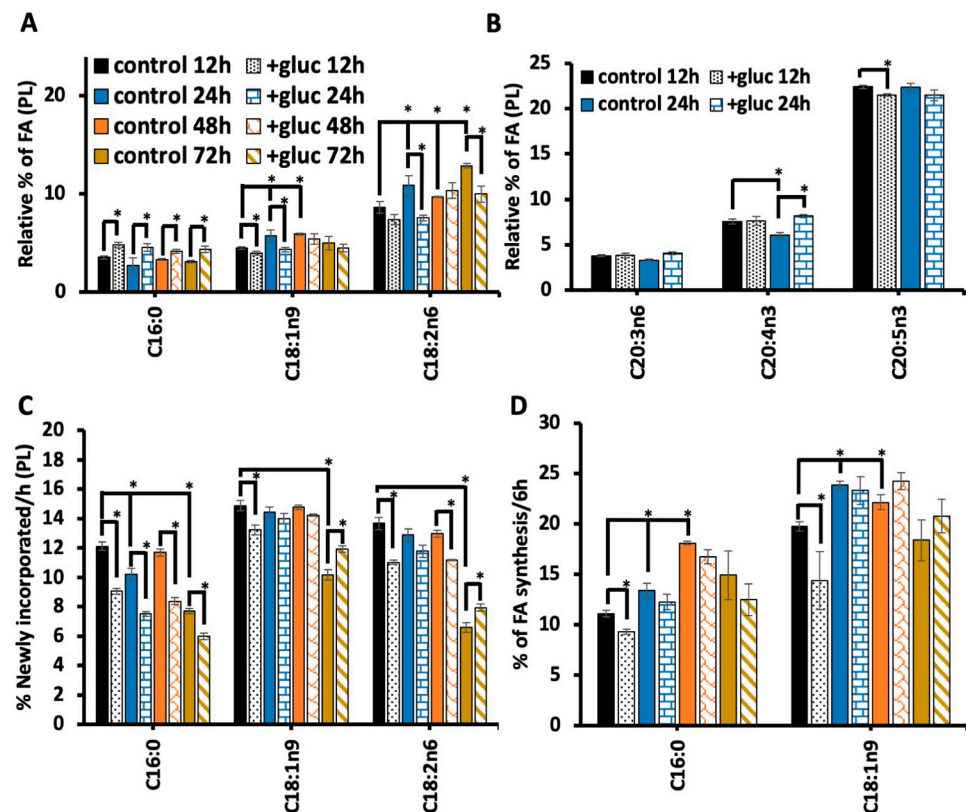 A
control 12h +gluc 12h
control 24h +gluc 24h
control 48h +gluc 48h
control 72h +gluc 72h
Relative % of FA (PL)
20
10
0
* * * * * * * * * * *
C16:0 C18:1n9 C18:2n6
B
control 12h +gluc 12h
control 24h +gluc 24h
Relative % of FA (PL)
25
20
15
10
5
0
* * *
C20:3n6 C20:4n3 C20:5n3
C
% Newly incorporated/h (PL)
20
18
16
14
12
10
8
6
4
2
0
* * * * * * * * * * * * *
C16:0 C18:1n9 C18:2n6
D
% of FA synthesis/6h
30
25
20
15
10
5
0
* * * * * *
C16:0 C18:1n9